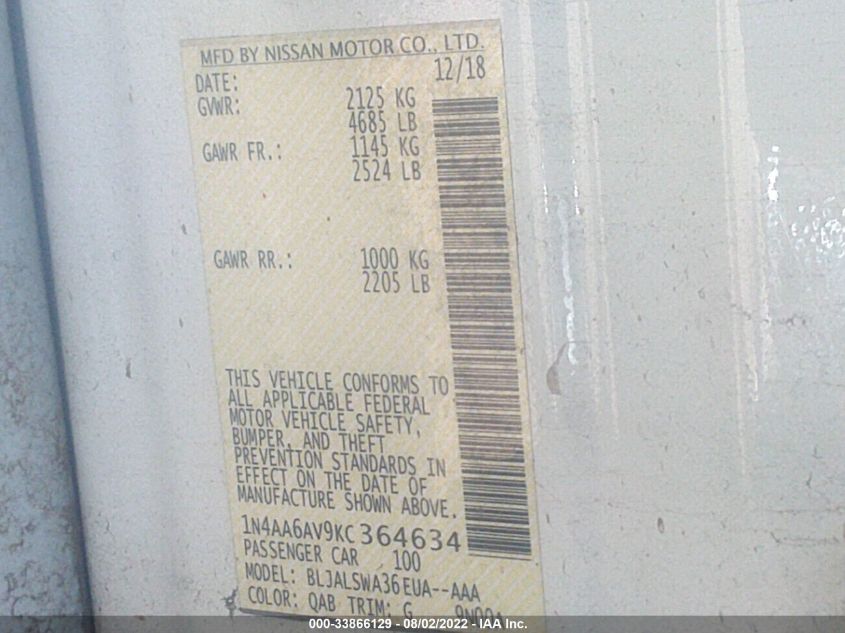 MFD BY NISSAN MOTOR CO., LTD.
DATE: 12/18
GVWR: 2125 KG
4685 LB
GAWR FR.: 1145 KG
2524 LB
GAWR RR.: 1000 KG
2205 LB
THIS VEHICLE CONFORMS TO
ALL APPLICABLE FEDERAL
MOTOR VEHICLE SAFETY,
BUMPER, AND THEFT
PREVENTION STANDARDS IN
EFFECT ON THE DATE OF
MANUFACTURE SHOWN ABOVE.
1N4AA6AV9KC364634
PASSENGER CAR 100
MODEL: BLJALSWA36EUA--AAA
COLOR: QAB TRIM: G
000-33866129 - 08/02/2022 - IAA Inc.